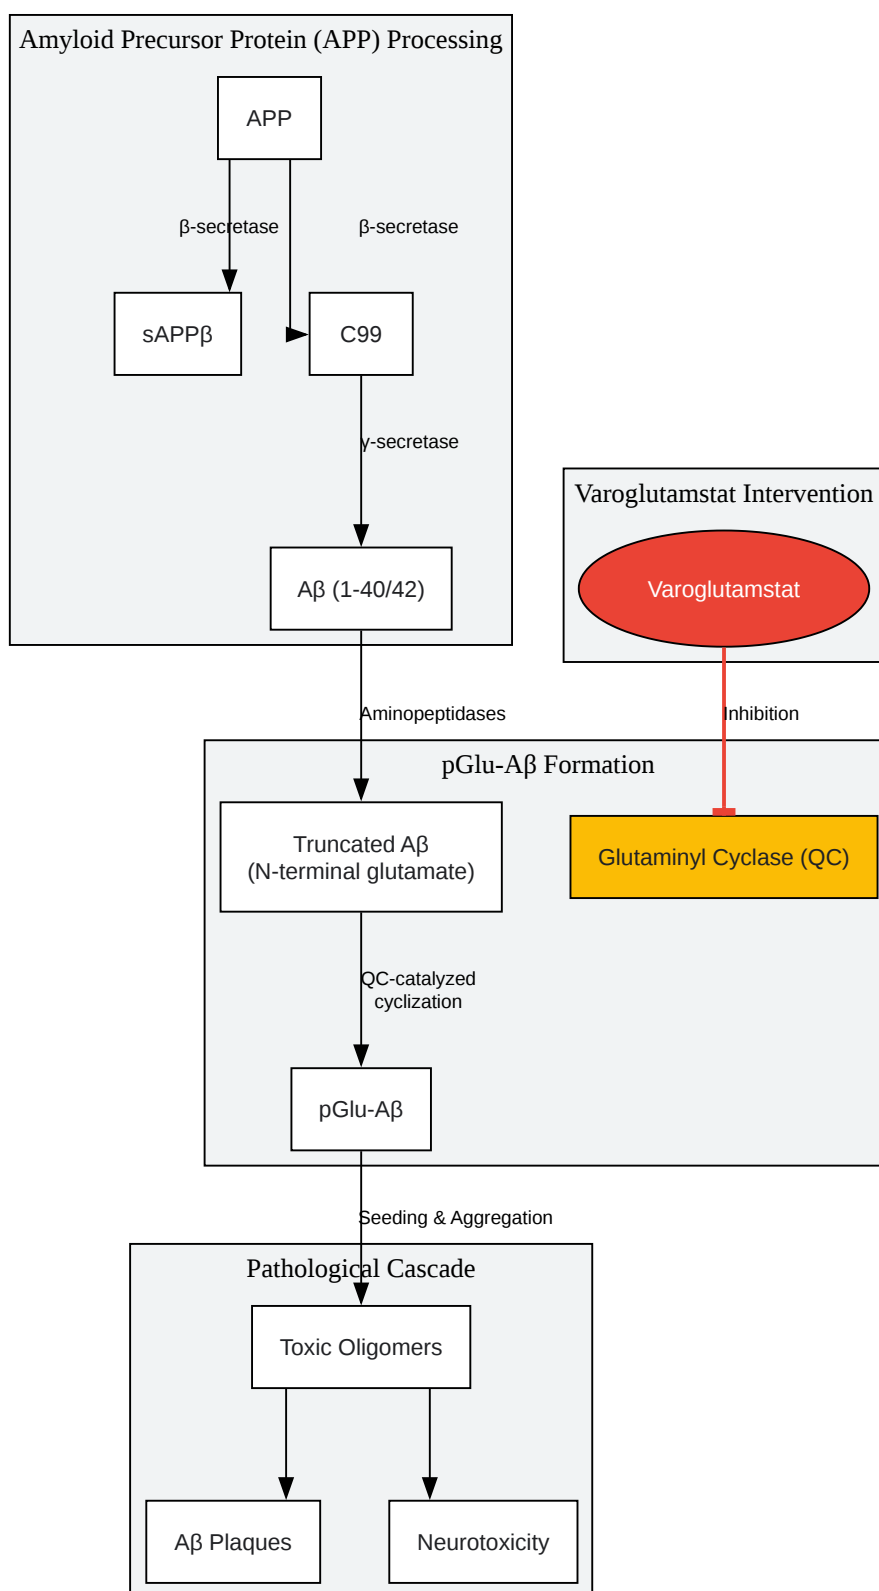 Amyloid Precursor Protein (APP) Processing
APP
β-secretase
β-secretase
sAPPβ
C99
γ-secretase
Aβ (1-40/42)
Varoglutamstat Intervention
Varoglutamstat
Aminopeptidases
Inhibition
pGlu-Aβ Formation
Truncated Aβ
(N-terminal glutamate)
Glutaminyl Cyclase (QC)
QC-catalyzed
cyclization
pGlu-Aβ
Seeding & Aggregation
Pathological Cascade
Toxic Oligomers
Aβ Plaques
Neurotoxicity